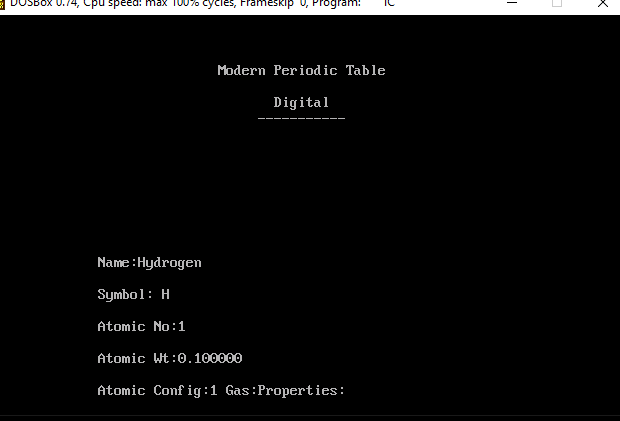 DOSBox 0.74, Cpu speed: max 100% cycles, Frameskip 0, Program: IC
Modern Periodic Table
Digital
-----------
Name:Hydrogen
Symbol: H
Atomic No:1
Atomic Wt:0.100000
Atomic Config:1 Gas:Properties: